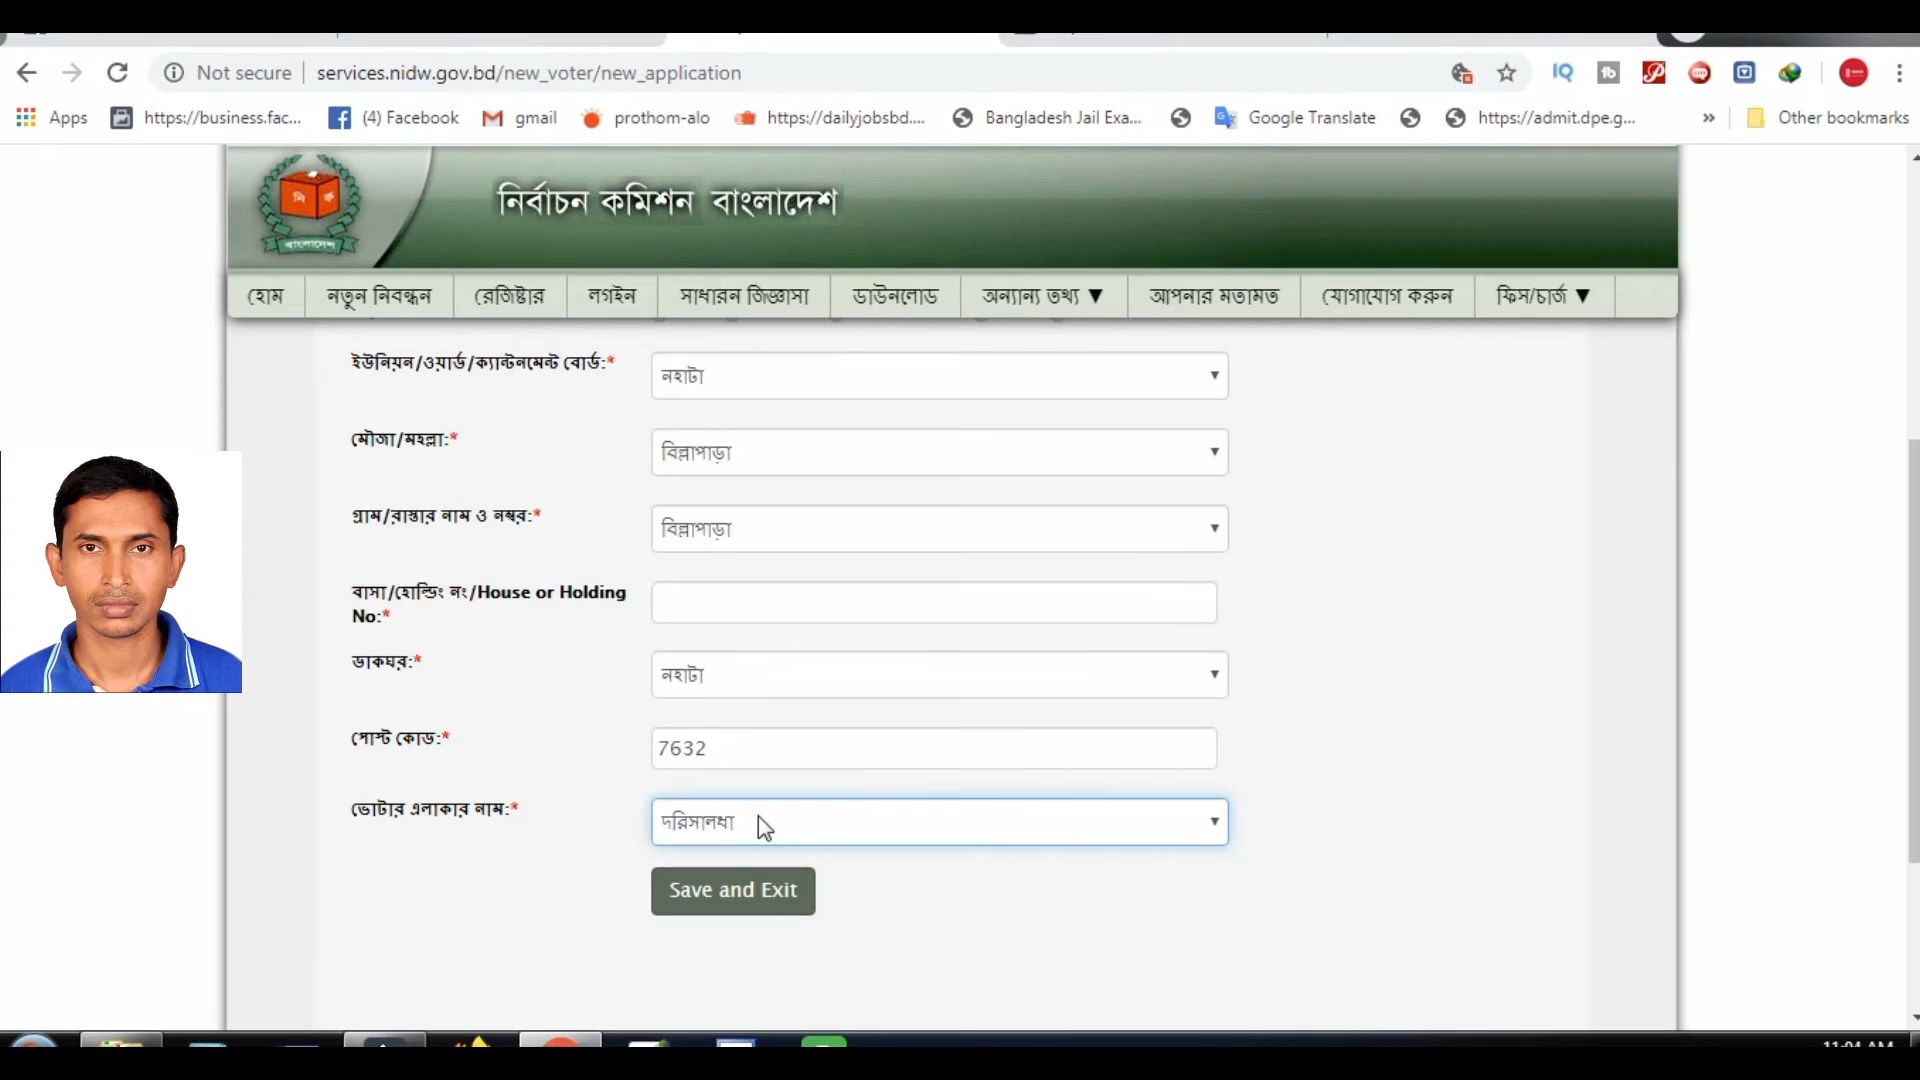 Not secure | services.nidw.gov.bd/new_voter/new_application
Apps https://business.fac... (4) Facebook gmail prothom-alo https://dailyjobsbd.... Bangladesh Jail Exa... Google Translate https://admit.dpe.g... » Other bookmarks
নির্বাচন কমিশন বাংলাদেশ
নি ক
বাংলাদেশ
হোম নতুন নিবন্ধন রেজিষ্টার লগইন সাধারন জিজ্ঞাসা ডাউনলোড অন্যান্য তথ্য ▼ আপনার মতামত যোগাযোগ করুন ফিস/চার্জ ▼
ইউনিয়ন/ওয়ার্ড/ক্যান্টনমেন্ট বোর্ড:* নহাটা
মৌজা/মহল্লা:* বিল্লাপাড়া
গ্রাম/রাস্তার নাম ও নম্বর:* বিল্লাপাড়া
বাসা/হোল্ডিং নং/House or Holding
No:*
ডাকঘর:* নহাটা
পোস্ট কোড:* 7632
ভোটার এলাকার নাম:* দরিসালধা
Save and Exit
11:04 AM